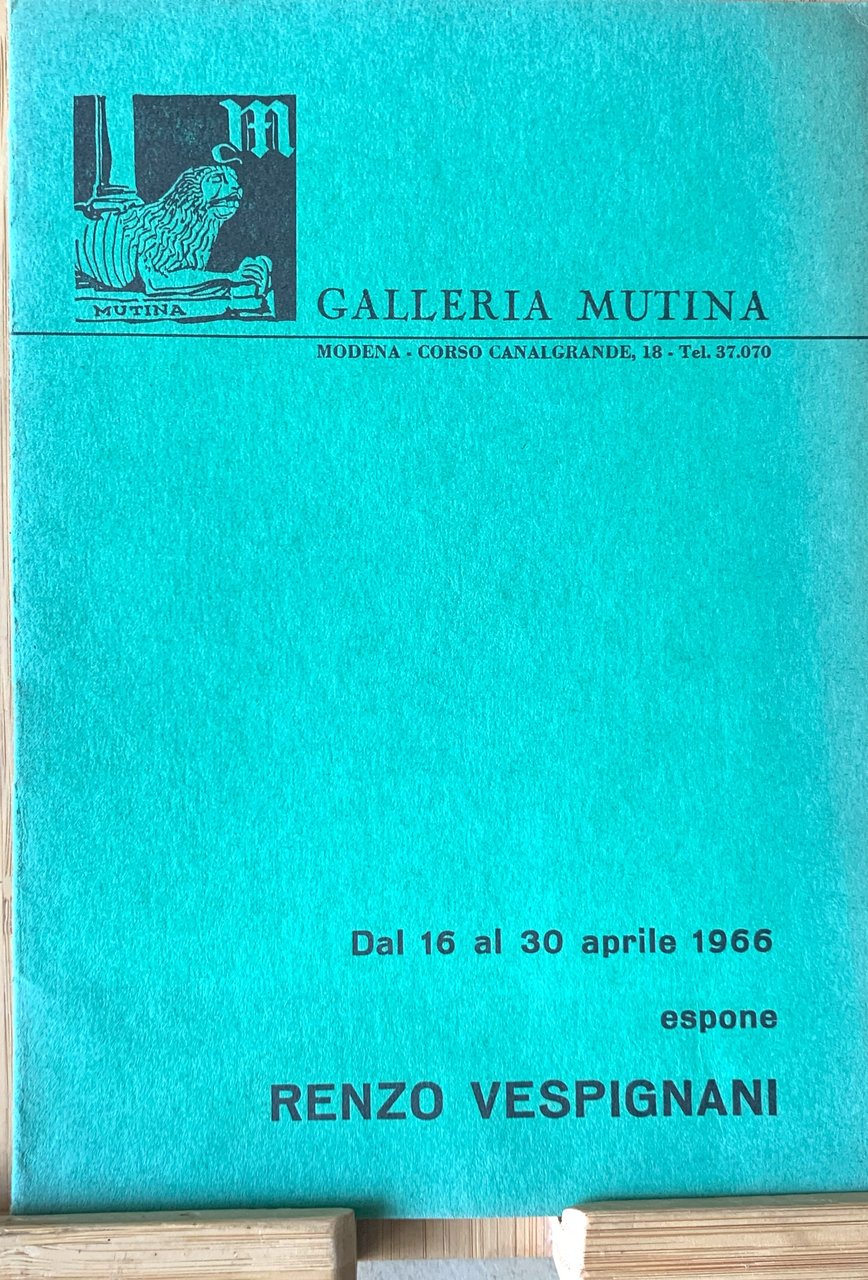 M
MUTINA
GALLERIA MUTINA
MODENA - CORSO CANALGRANDE, 18 - Tel. 37.070
Dal 16 al 30 aprile 1966
espone
RENZO VESPIGNANI